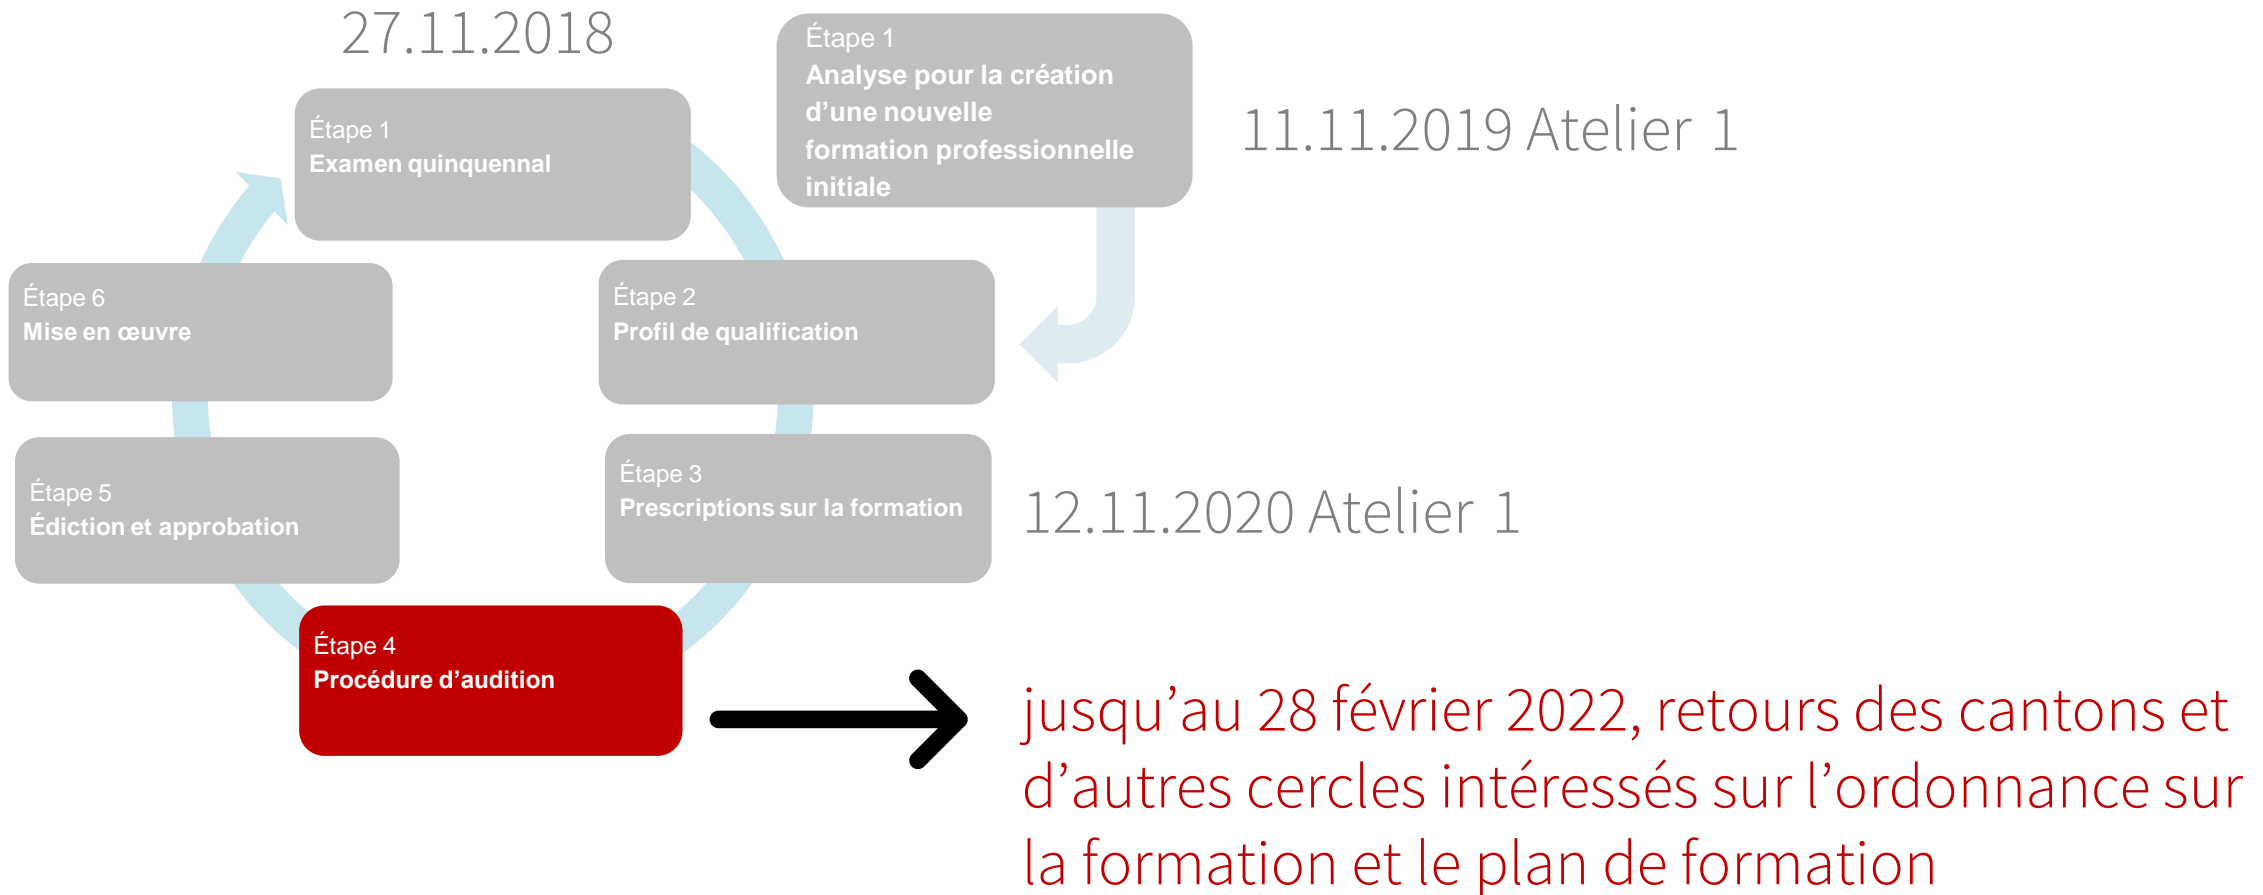 27.11.2018
Étape 1
Analyse pour la création
d’une nouvelle
formation professionnelle
initiale
11.11.2019 Atelier 1
Étape 1
Examen quinquennal
Étape 6
Mise en œuvre
Étape 2
Profil de qualification
Étape 5
Édiction et approbation
Étape 3
Prescriptions sur la formation
12.11.2020 Atelier 1
Étape 4
Procédure d’audition
jusqu’au 28 février 2022, retours des cantons et
d’autres cercles intéressés sur l’ordonnance sur
la formation et le plan de formation